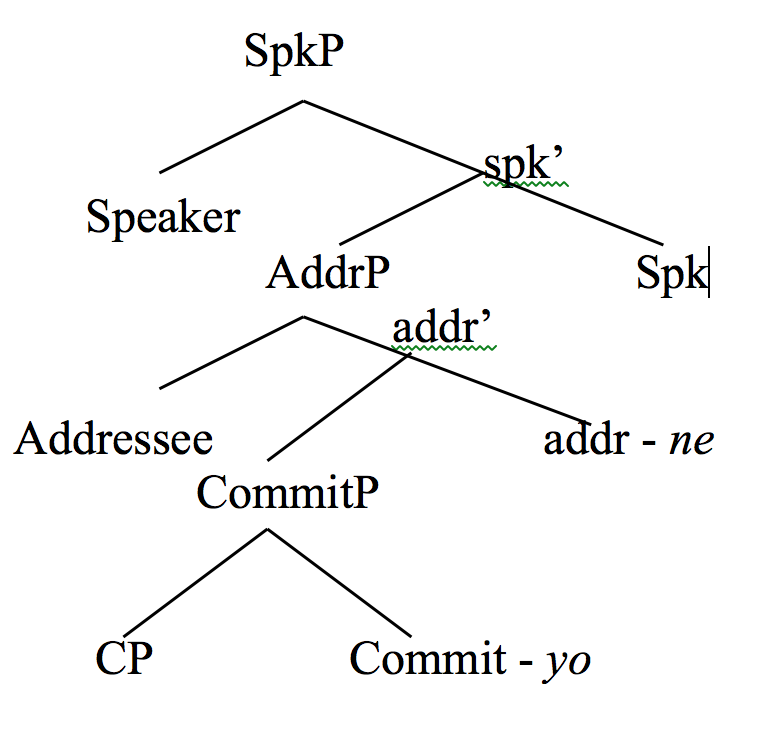 SpkP
spk’
Speaker
AddrP
Spk
addr’
Addressee
addr - ne
CommitP
CP
Commit - yo